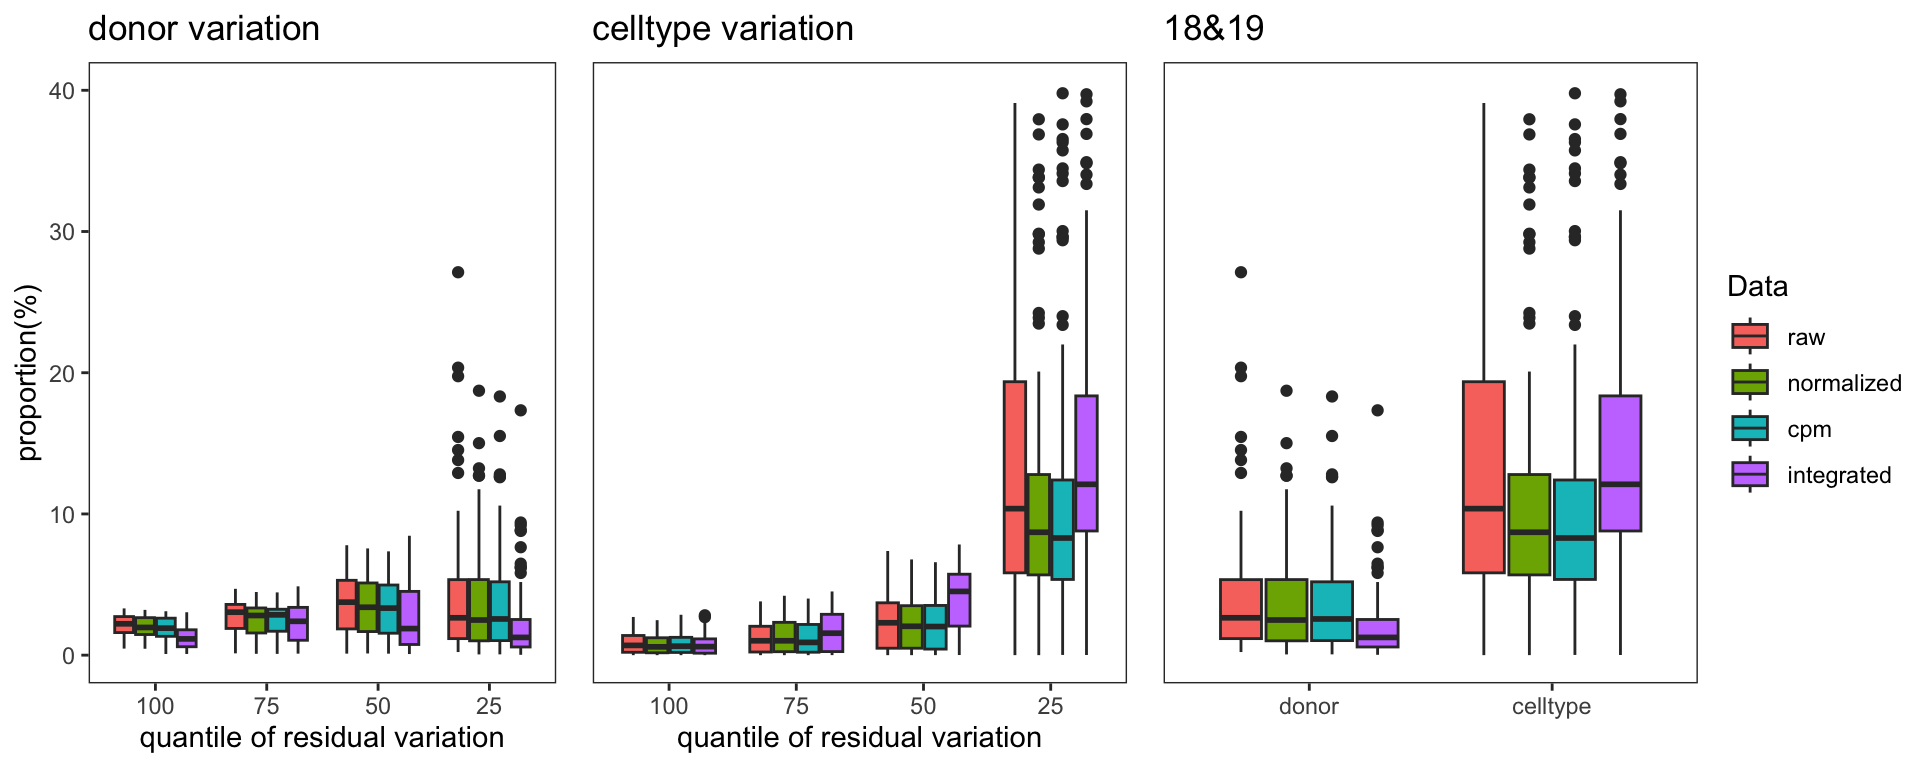 donor variation
celltype variation
18&19
proportion(%)
40
30
20
10
0
100 75 50 25
quantile of residual variation
100 75 50 25
quantile of residual variation
donor celltype
Data
raw
normalized
cpm
integrated